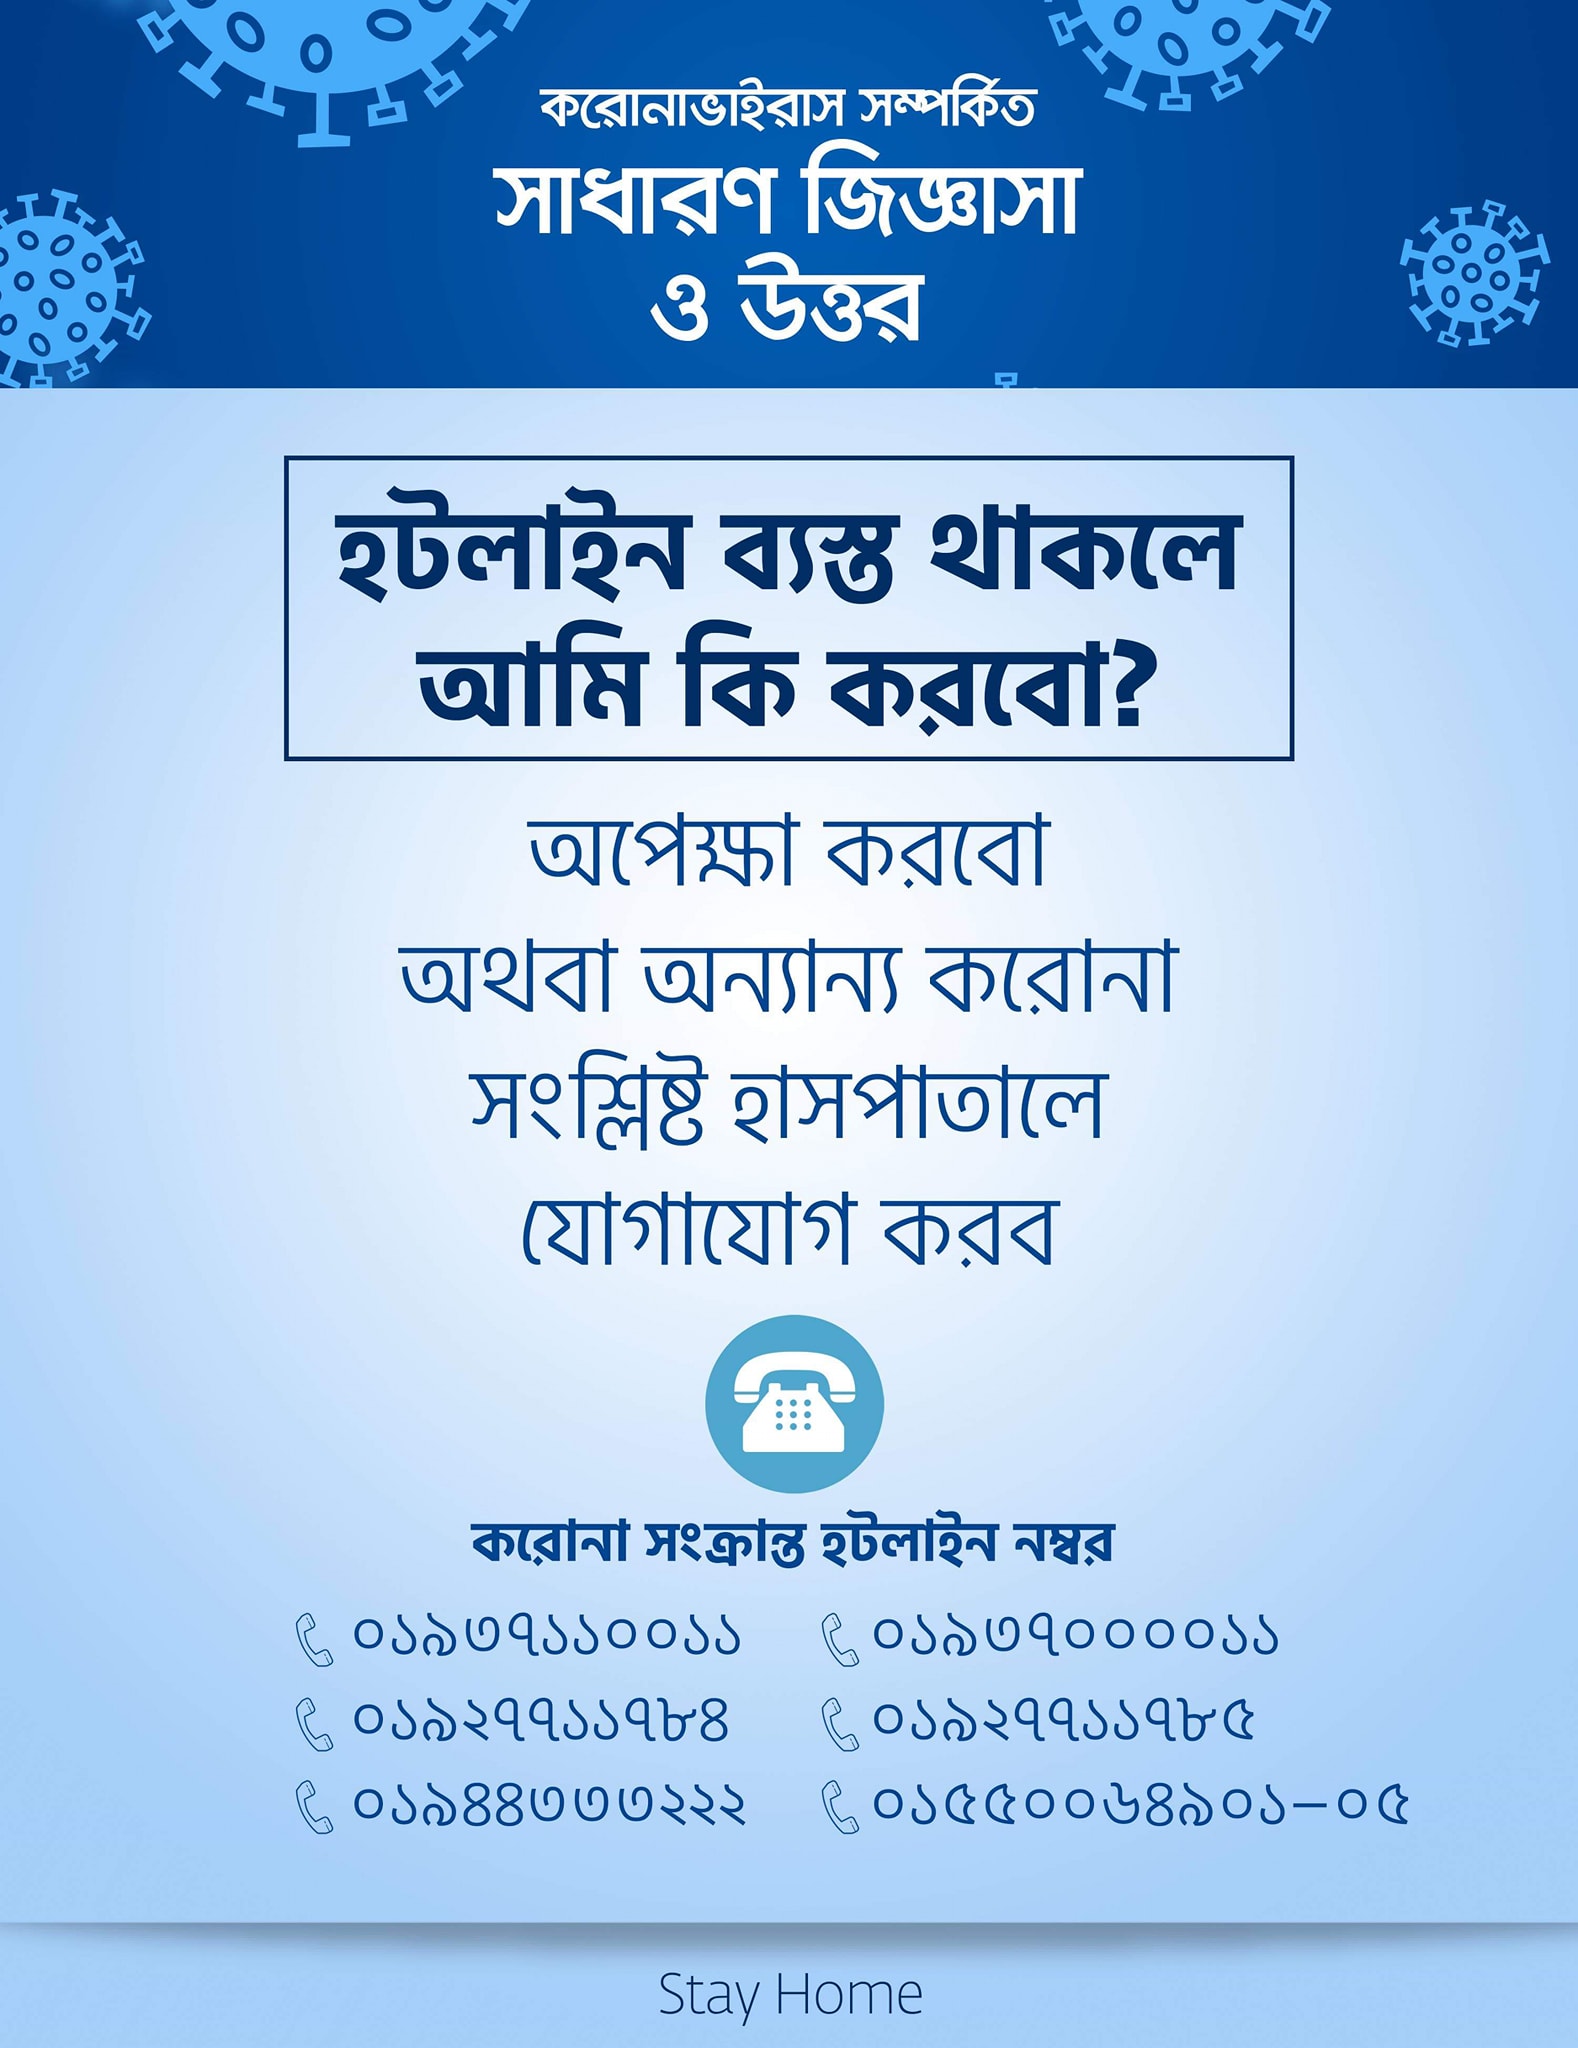 করোনাভাইরাস সম্পর্কিত
সাধারণ জিজ্ঞাসা
ও উত্তর
হটলাইন ব্যস্ত থাকলে
আমি কি করবো?
অপেক্ষা করবো
অথবা অন্যান্য করোনা
সংশ্লিষ্ট হাসপাতালে
যোগাযোগ করব
করোনা সংক্রান্ত হটলাইন নম্বর
০১৯৩৭১১০০১১ ০১৯৩৭০০০০১১
০১৯২৭৭১১৭৮৪ ০১৯২৭৭১১৭৮৫
০১৯৪৪৩৩৩২২২ ০১৫৫০০৬৪৯০১–০৫
Stay Home